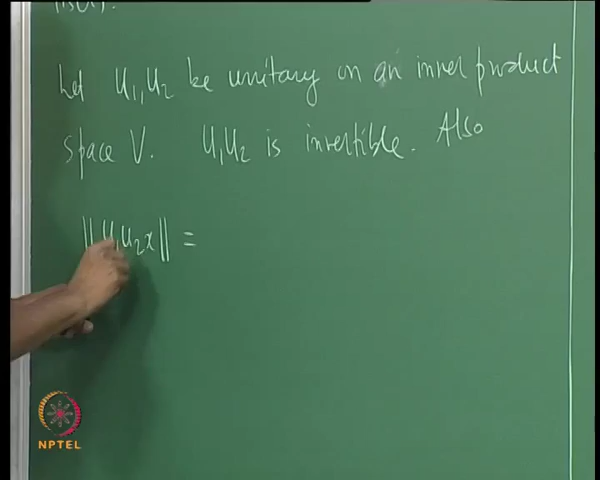 Let U₁, U₂ be unitary on an inner product
space V. U₁U₂ is invertible. Also
||U₁U₂x|| =
NPTEL